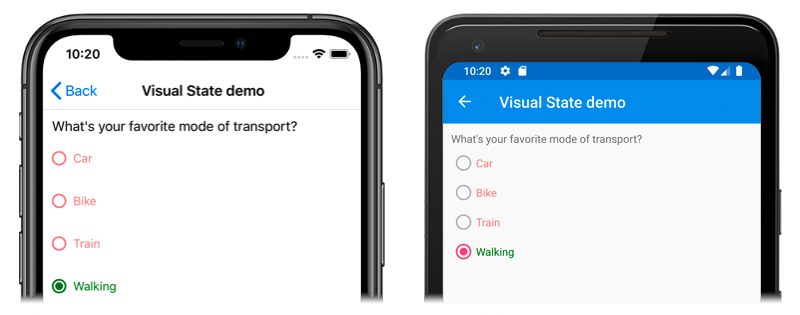 10:20
Back Visual State demo
What's your favorite mode of transport?
Car
Bike
Train
Walking
10:20
Visual State demo
What's your favorite mode of transport?
Car
Bike
Train
Walking